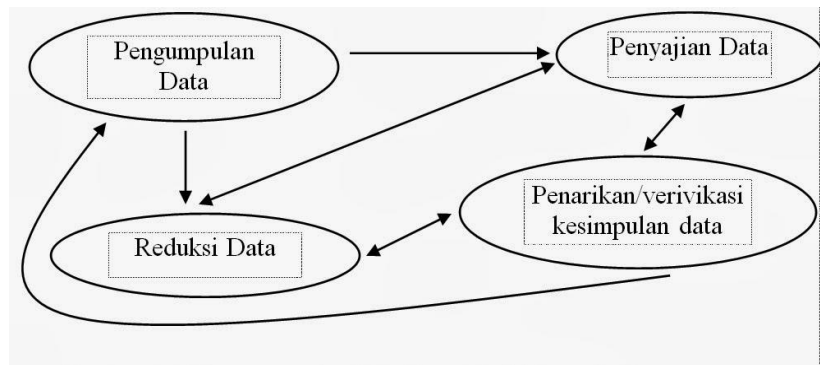 Pengumpulan
Data
Penyajian Data
Penarikan/verivikasi
kesimpulan data
Reduksi Data